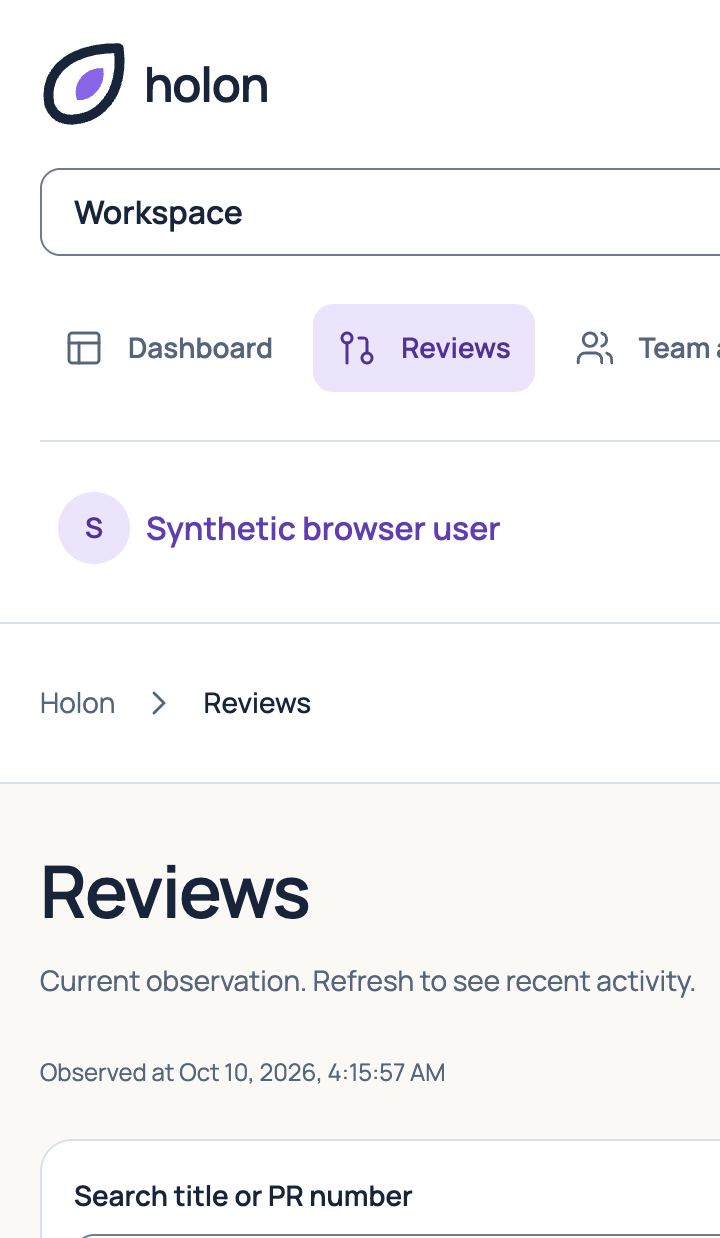 holon
Workspace
Dashboard
Reviews
Team
S
Synthetic browser user
Holon
Reviews
Reviews
Current observation. Refresh to see recent activity.
Observed at Oct 10, 2026, 4:15:57 AM
Search title or PR number